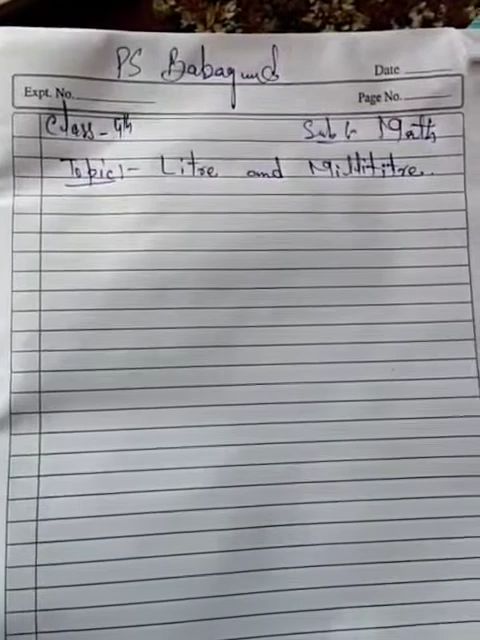 PS Babagund
Date
Expt. No.
Page No.
Class - 4th
Sub :- Math
Topic :- Litre and Millilitre.